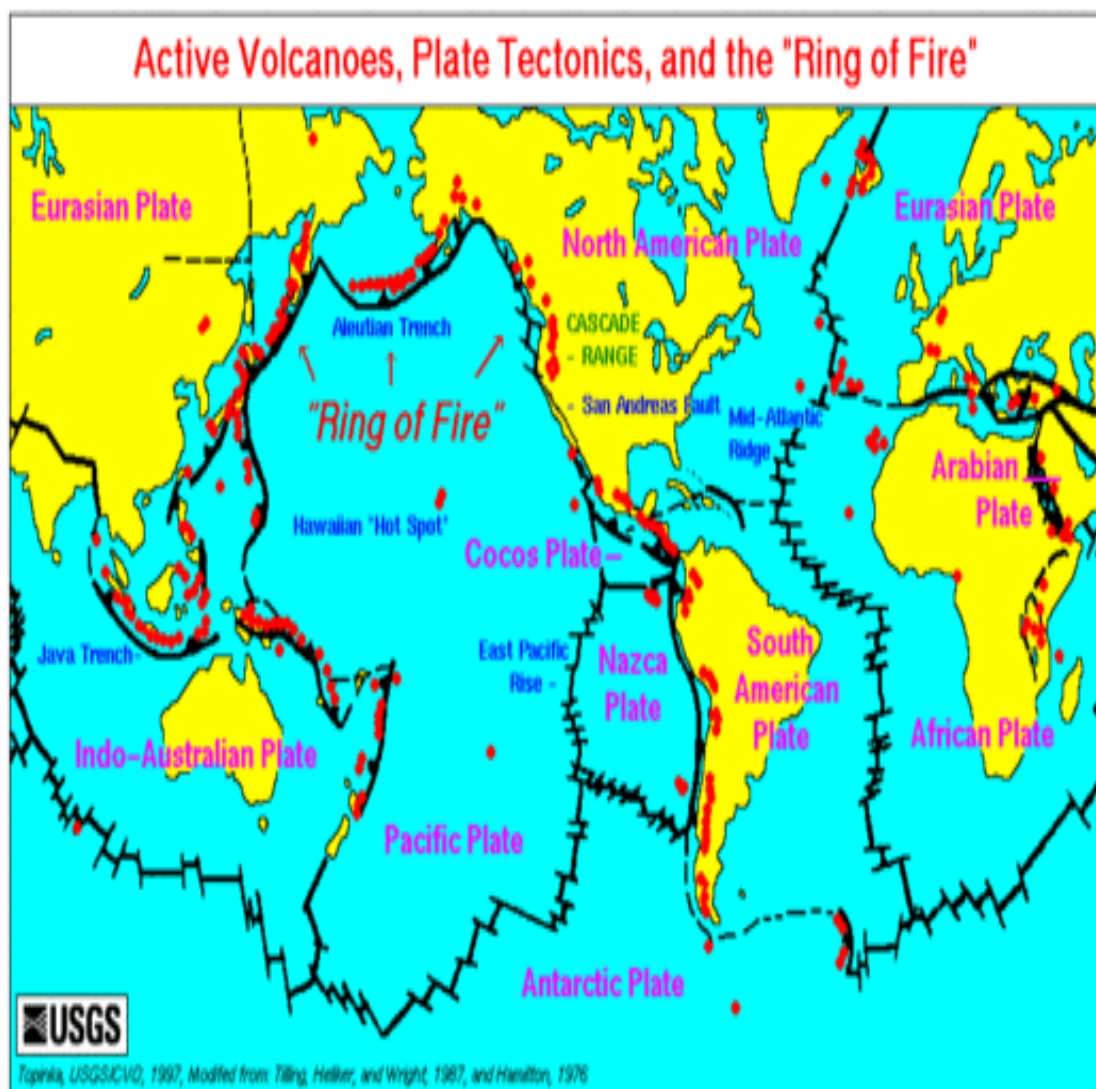 Active Volcanoes, Plate Tectonics, and the "Ring of Fire"
Eurasian Plate
Eurasian Plate
North American Plate
Aleutian Trench
CASCADE
- RANGE
"Ring of Fire"
- San Andreas Fault
Mid-Atlantic
Ridge
Arabian
Plate
Hawaiian "Hot Spot"
Cocos Plate-
Java Trench-
East Pacific
Rise -
Nazca
Plate
South
American
Plate
Indo-Australian Plate
African Plate
Pacific Plate
Antarctic Plate
USGS
Topinka, USGS/CVO, 1997, Modified from: Tilling, Heliker, and Wright, 1987, and Hamilton, 1976